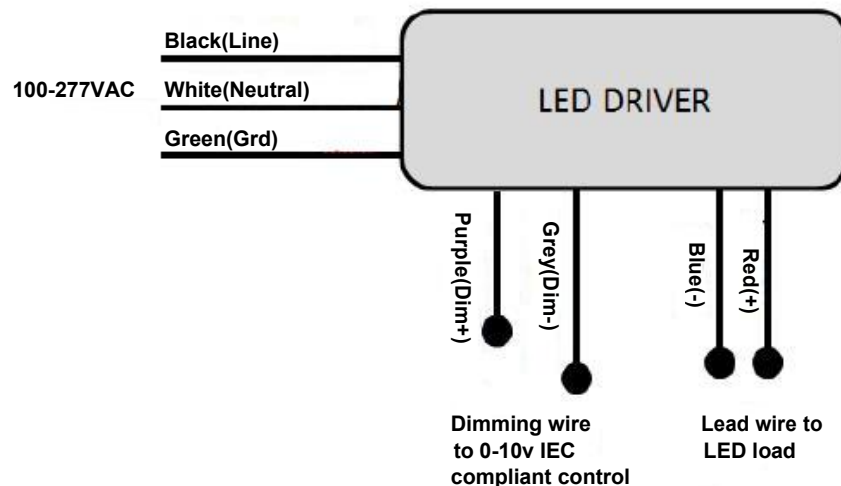 Black(Line)
100-277VAC
White(Neutral)
Green(Grd)
LED DRIVER
Purple(Dim+)
Grey(Dim-)
Blue(-)
Red(+)
Dimming wire
to 0-10v IEC
compliant control
Lead wire to
LED load